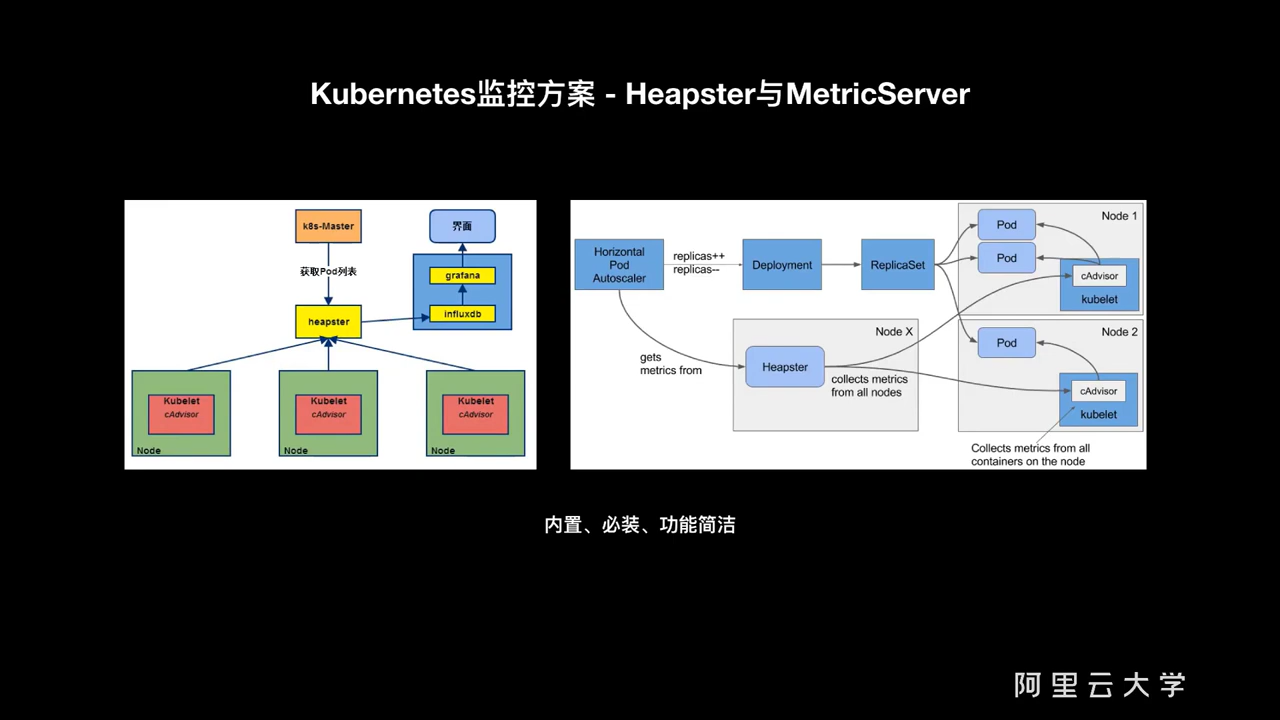 Kubernetes监控方案 - Heapster与MetricServer
k8s-Master
获取Pod列表
heapster
界面
grafana
influxdb
Kubelet
cAdvisor
Node
Kubelet
cAdvisor
Node
Kubelet
cAdvisor
Node
Horizontal
Pod
Autoscaler
replicas++
replicas--
Deployment
ReplicaSet
Node 1
Pod
Pod
cAdvisor
kubelet
gets
metrics from
Node X
Heapster
collects metrics
from all nodes
Node 2
Pod
cAdvisor
kubelet
Collects metrics from all
containers on the node
内置、必装、功能简洁
阿里云大学